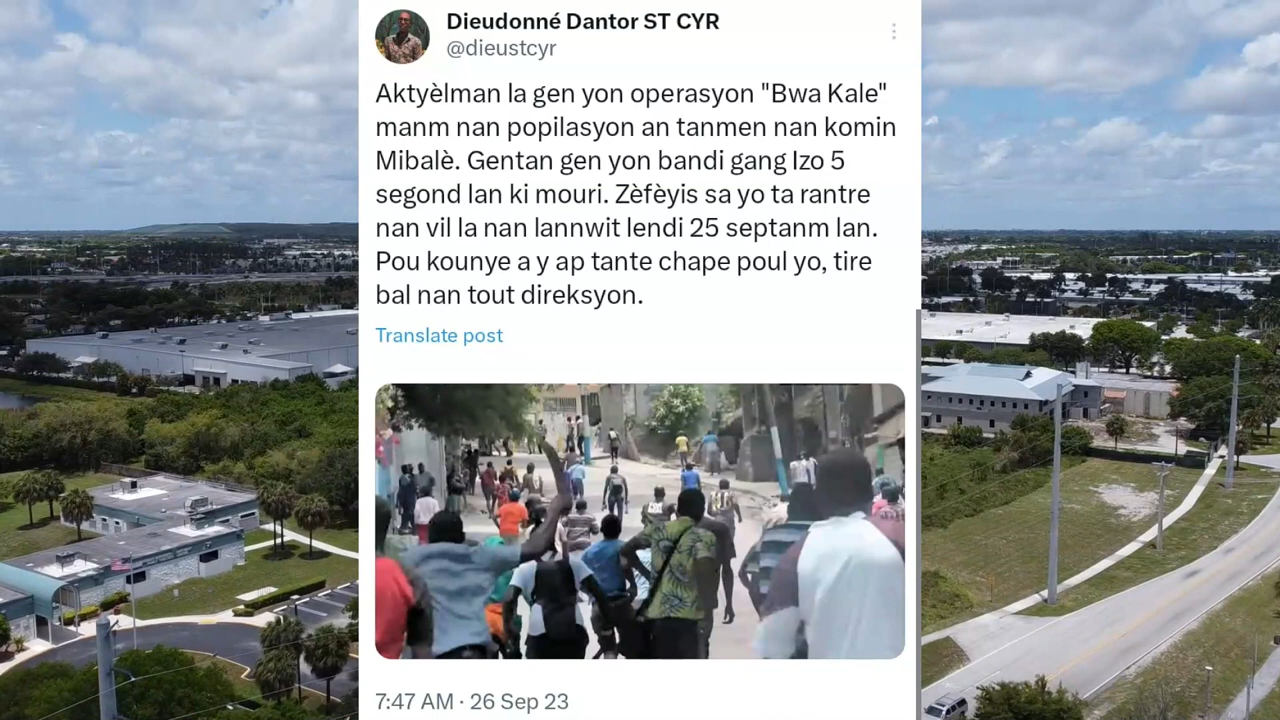 Dieudonné Dantor ST CYR
@dieustcyr
Aktyèlman la gen yon operasyon "Bwa Kale"
manm nan popilasyon an tanmen nan komin
Mibalè. Gentan gen yon bandi gang Izo 5
segond lan ki mouri. Zèfèyis sa yo ta rantre
nan vil la nan lannwit lendi 25 septanm lan.
Pou kounye a y ap tante chape poul yo, tire
bal nan tout direksyon.
Translate post
7:47 AM · 26 Sep 23